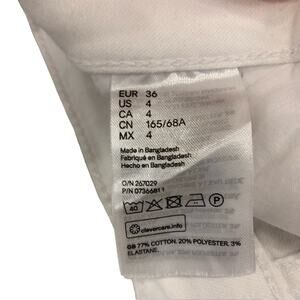 EUR 36
US 4
CA 4
CN 165/68A
MX 4
Made in Bangladesh
Fabriqué en Bangladesh
Hecho en Bangladesh
O/N 267029
P/N 07366811
40
P
clevercare.info
GB 77% COTTON. 20% POLYESTER. 3%
ELASTANE.